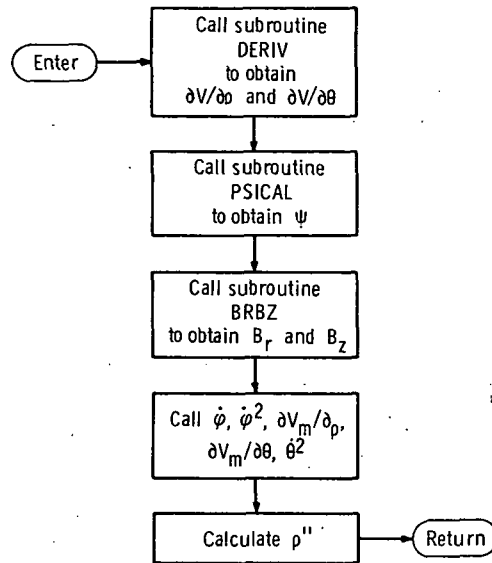 Enter
Call subroutine
DERIV
to obtain
∂V/∂ρ and ∂V/∂θ
Call subroutine
PSICAL
to obtain ψ
Call subroutine
BRBZ
to obtain B_r and B_z
Call φ̇, φ̇², ∂V_m/∂_ρ,
∂V_m/∂θ, θ̇²
Calculate ρ''
Return